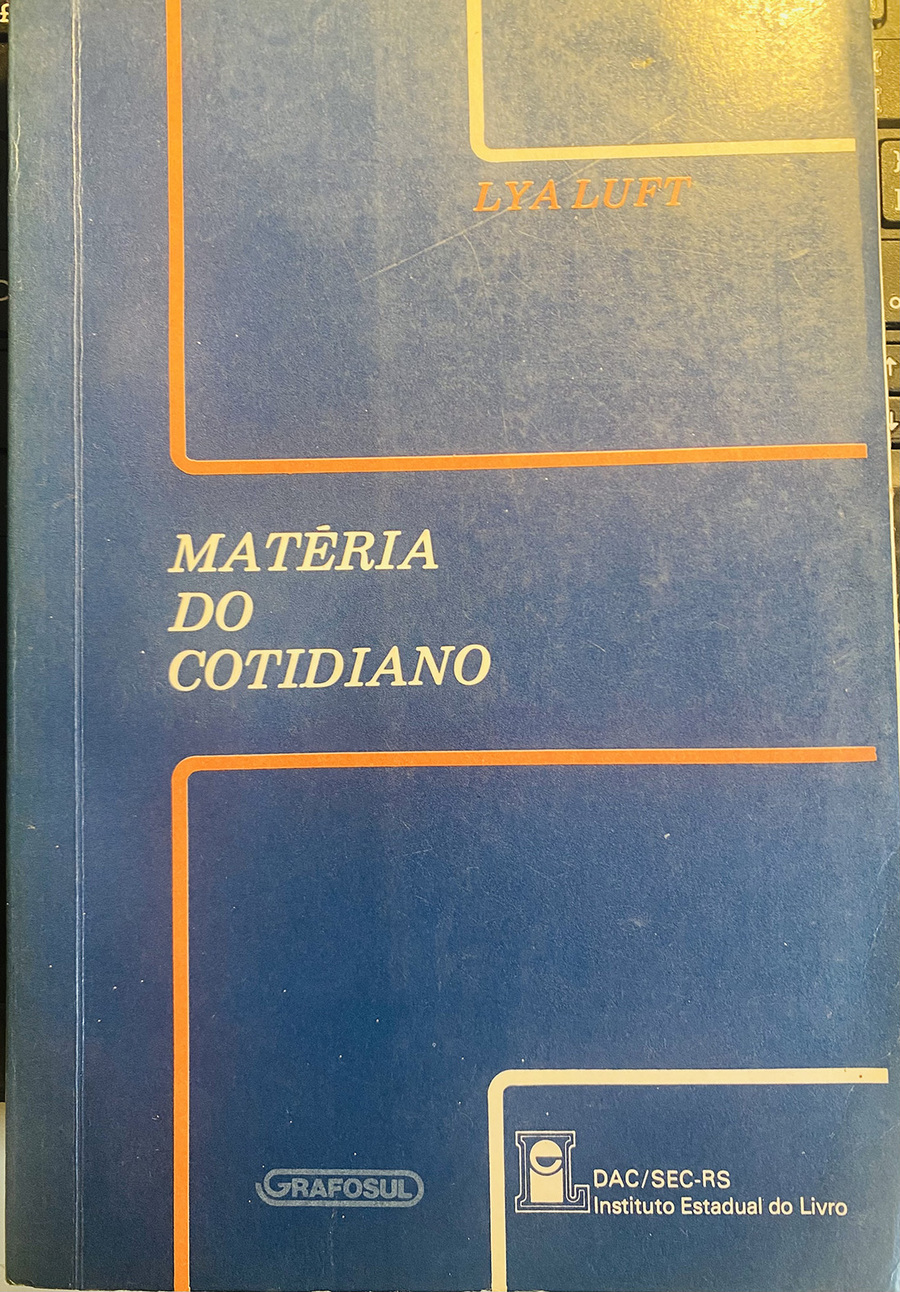 LYA LUFT
MATÉRIA
DO
COTIDIANO
GRAFOSUL
DAC/SEC-RS
Instituto Estadual do Livro